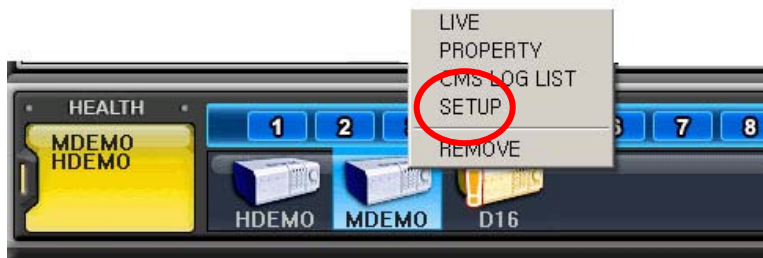 LIVE
PROPERTY
CMS LOG LIST
SETUP
REMOVE
HEALTH
MDEMO
HDEMO
1 2 7 8
HDEMO MDEMO D16